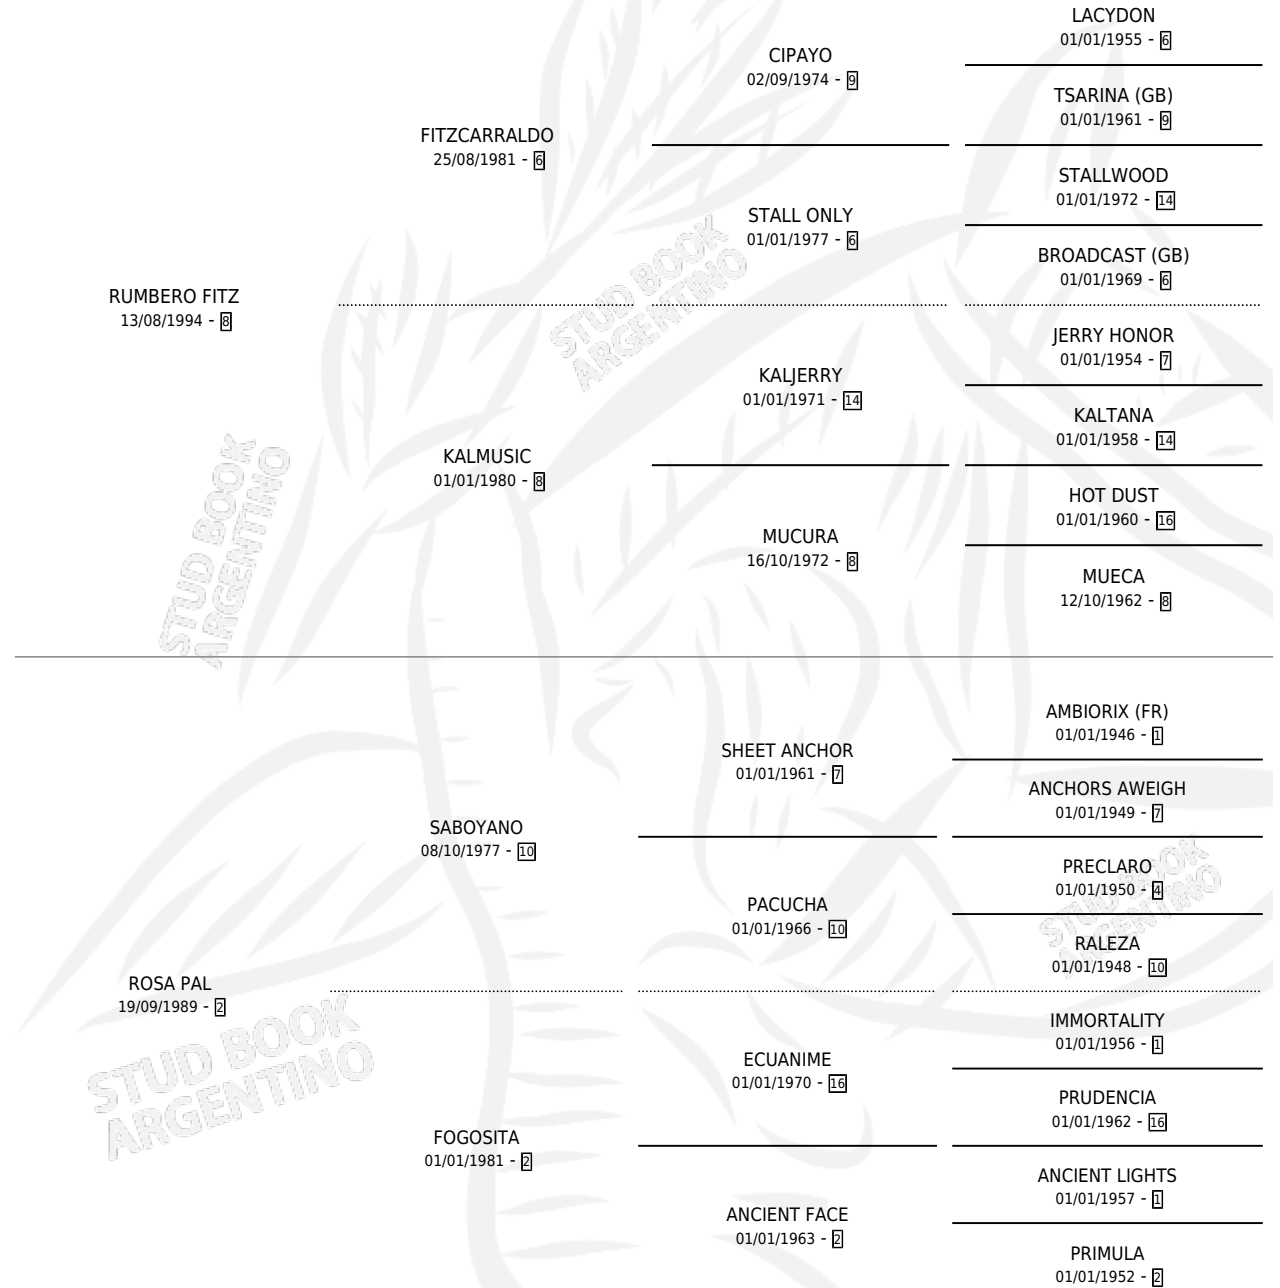 LACYDON
01/01/1955 - 6
CIPAYO
02/09/1974 - 9
TSARINA (GB)
01/01/1961 - 9
FITZCARRALDO
25/08/1981 - 6
STALLWOOD
01/01/1972 - 14
STALL ONLY
01/01/1977 - 6
BROADCAST (GB)
01/01/1969 - 6
RUMBERO FITZ
13/08/1994 - 8
JERRY HONOR
01/01/1954 - 7
KALJERRY
01/01/1971 - 14
KALTANA
01/01/1958 - 14
KALMUSIC
01/01/1980 - 8
HOT DUST
01/01/1960 - 16
MUCURA
16/10/1972 - 8
MUECA
12/10/1962 - 8
STUD BOOK
ARGENTINO
STUD BOOK
ARGENTINO
AMBIORIX (FR)
01/01/1946 - 1
SHEET ANCHOR
01/01/1961 - 7
ANCHORS AWEIGH
01/01/1949 - 7
SABOYANO
08/10/1977 - 10
PRECLARO
01/01/1950 - 4
PACUCHA
01/01/1966 - 10
RALEZA
01/01/1948 - 10
ROSA PAL
19/09/1989 - 2
IMMORTALITY
01/01/1956 - 1
ECUANIME
01/01/1970 - 16
PRUDENCIA
01/01/1962 - 16
FOGOSITA
01/01/1981 - 2
ANCIENT LIGHTS
01/01/1957 - 1
ANCIENT FACE
01/01/1963 - 2
PRIMULA
01/01/1952 - 2
STUD BOOK
ARGENTINO
STUD BOOK
ARGENTINO